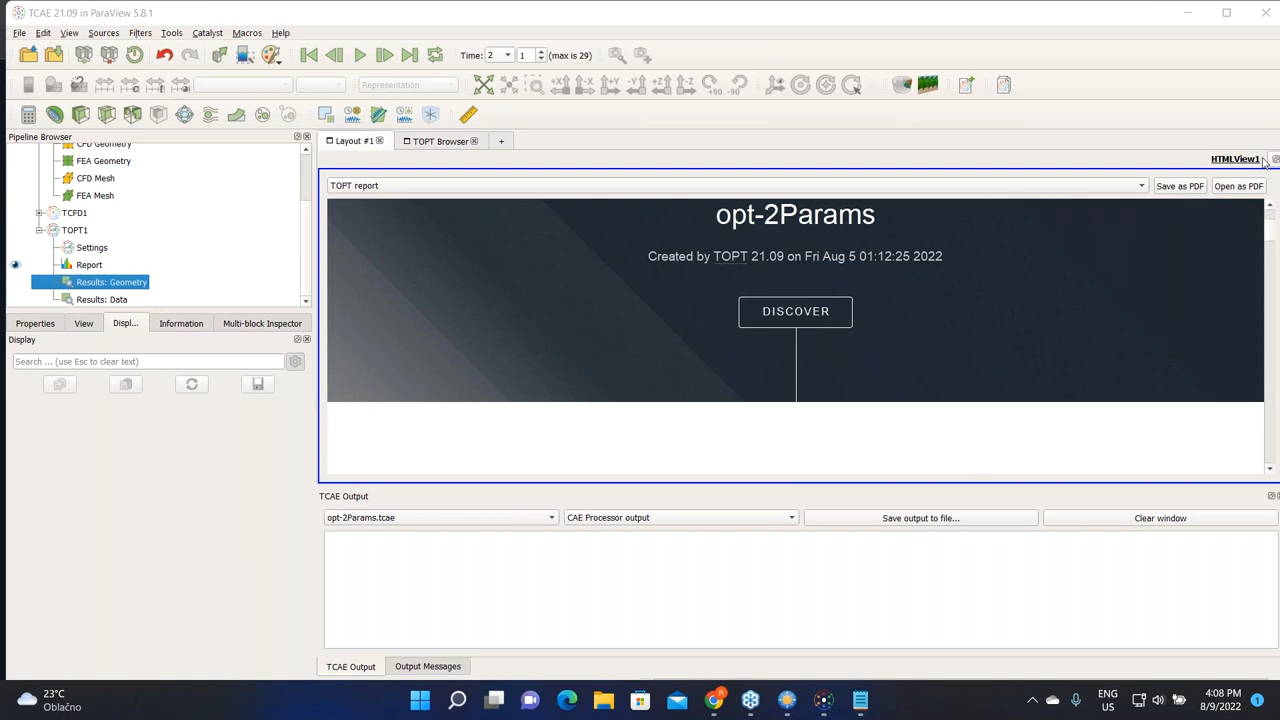 TCAE 21.09 in ParaView 5.8.1
File Edit View Sources Filters Tools Catalyst Macros Help
Time: 2 1 (max is 29)
Representation
+90 -90
Pipeline Browser
Layout #1 TOPT Browser +
HTMLView1
CFD Geometry
FEA Geometry
CFD Mesh
FEA Mesh
TCFD1
TOPT1
Settings
Report
Results: Geometry
Results: Data
TOPT report Save as PDF Open as PDF
opt-2Params
Created by TOPT 21.09 on Fri Aug 5 01:12:25 2022
DISCOVER
Properties View Displ... Information Multi-block Inspector
Display
Search ... (use Esc to clear text)
TCAE Output
opt-2Params.tcae CAE Processor output Save output to file... Clear window
TCAE Output Output Messages
23°C
Oblačno
ENG
US
4:08 PM
8/9/2022
1